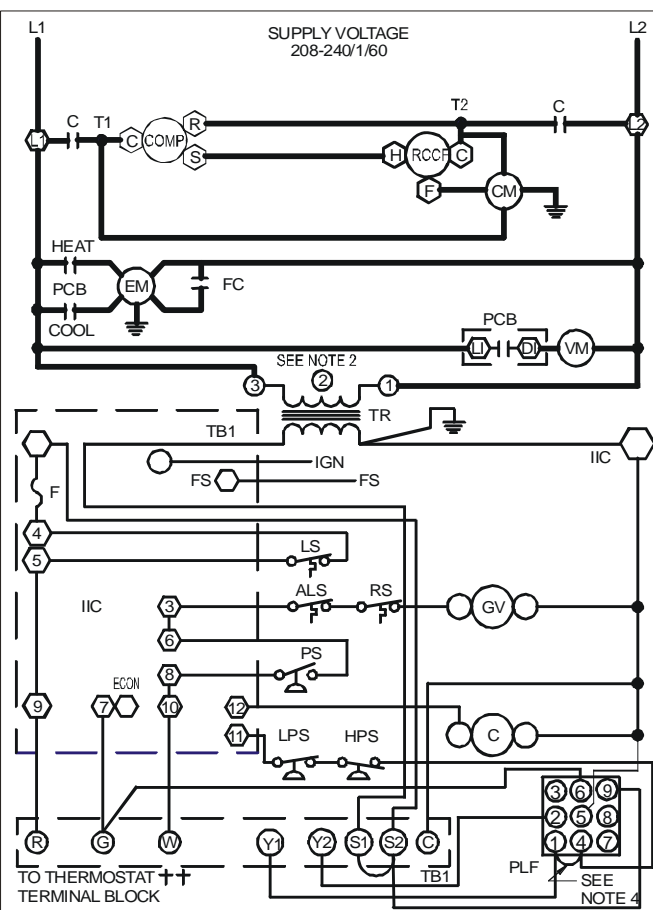 L1
SUPPLY VOLTAGE
208-240/1/60
L2
C
T1
T2
C
L1
C
COMP
R
S
H
RCCF
C
F
CM
L2
HEAT
PCB
COOL
EM
FC
PCB
LI
DI
VM
SEE NOTE 2
3
2
1
TR
TB1
IGN
FS
FS
IIC
F
4
5
LS
IIC
3
ALS
RS
GV
6
PS
8
ECON
9
7
10
12
C
11
LPS
HPS
3
6
9
2
5
8
1
4
7
R
G
W
Y1
Y2
S1
S2
C
TB1
PLF
SEE
NOTE 4
TO THERMOSTAT ++
TERMINAL BLOCK